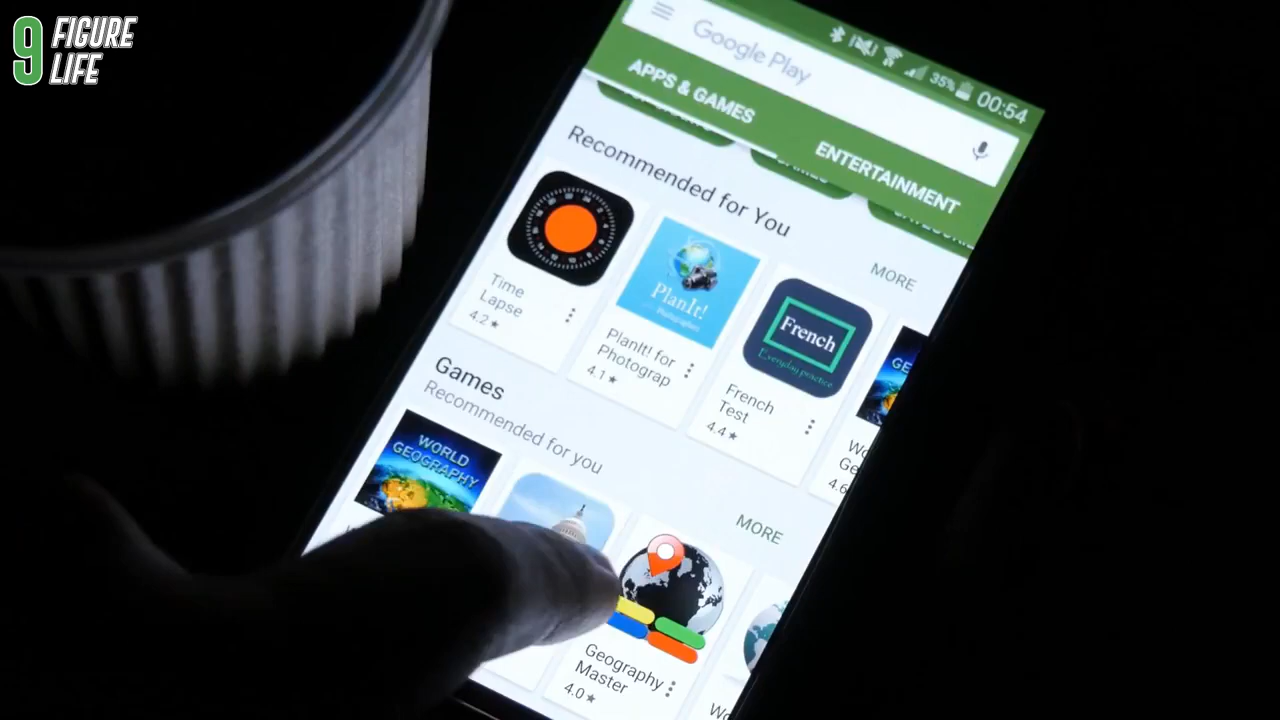 9 FIGURE
LIFE
Google Play
35% 00:54
APPS & GAMES
ENTERTAINMENT
Recommended for You
MORE
PlanIt!
French
Everyday practice
Time
Lapse
4.2★
PlanIt! for
Photograp
4.1★
French
Test
4.4★
4.6
Games
Recommended for you
MORE
WORLD
GEOGRAPHY
Geography
Master
4.0★